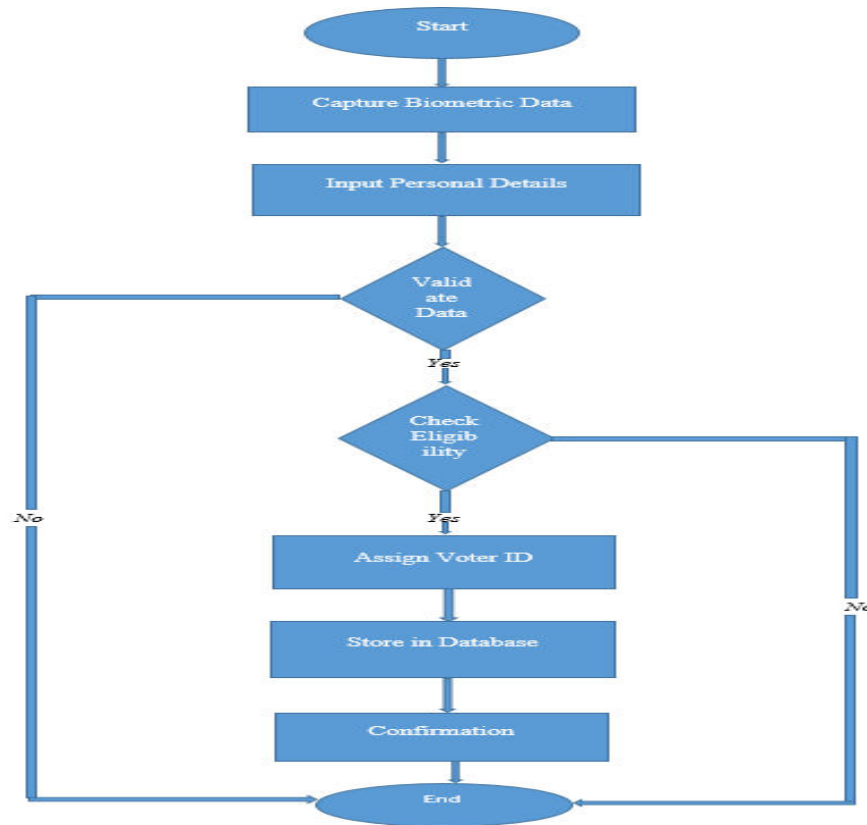 Start
Capture Biometric Data
Input Personal Details
Valid
ate
Data
Yes
Check
Eligib
ility
No
Yes
Assign Voter ID
No
Store in Database
Confirmation
End